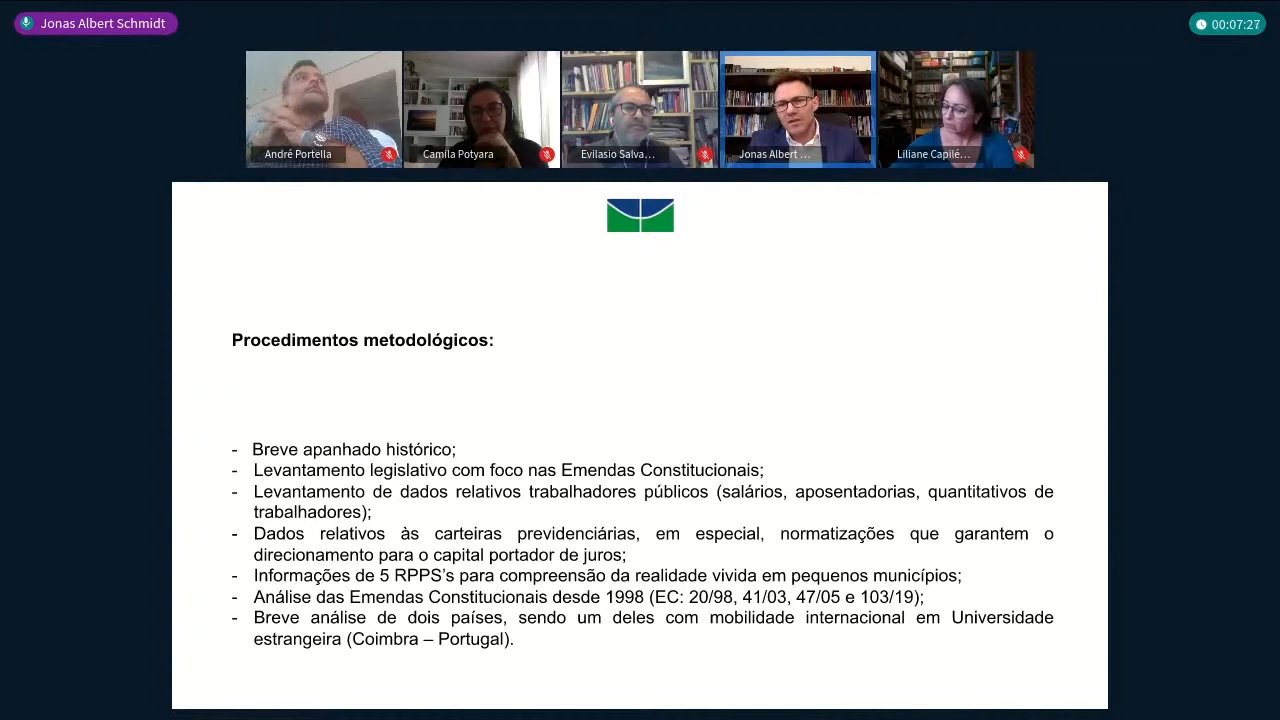 Jonas Albert Schmidt
00:07:27
André Portella
Camila Potyara
Evilasio Salva...
Jonas Albert ...
Liliane Capilé...
Procedimentos metodológicos:
- Breve apanhado histórico;
- Levantamento legislativo com foco nas Emendas Constitucionais;
- Levantamento de dados relativos trabalhadores públicos (salários, aposentadorias, quantitativos de
trabalhadores);
- Dados relativos às carteiras previdenciárias, em especial, normatizações que garantem o
direcionamento para o capital portador de juros;
- Informações de 5 RPPS's para compreensão da realidade vivida em pequenos municípios;
- Análise das Emendas Constitucionais desde 1998 (EC: 20/98, 41/03, 47/05 e 103/19);
- Breve análise de dois países, sendo um deles com mobilidade internacional em Universidade
estrangeira (Coimbra – Portugal).